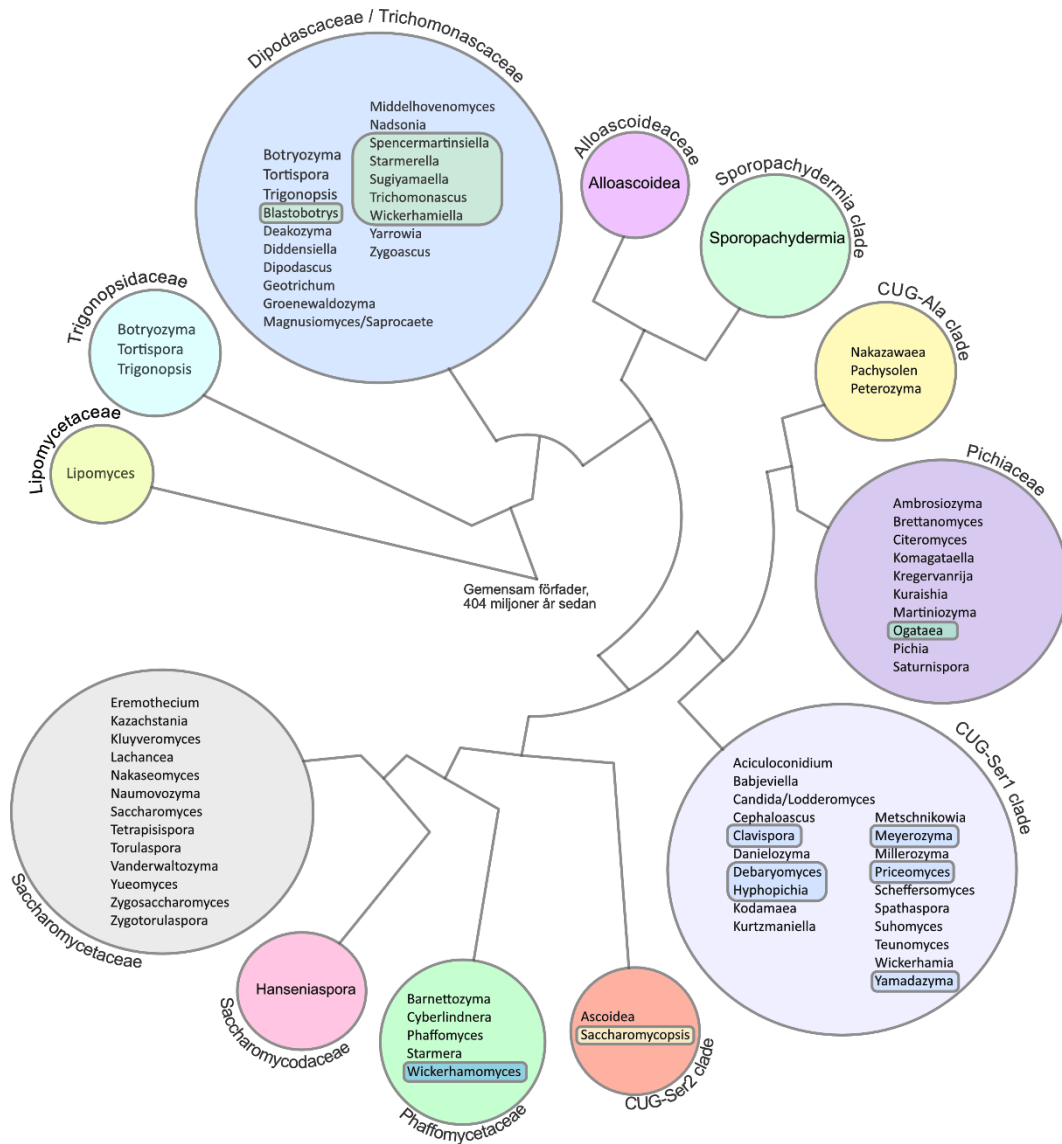 Dipodascaceae / Trichomonascaceae
Middelhovenomyces
Nadsonia
Spencermartinsiella
Starmerella
Sugiyamaella
Trichomonascus
Wickerhamiella
Yarrowia
Zygoascus
Botryozyma
Tortispora
Trigonopsis
Blastobotrys
Deakozyma
Diddensiella
Dipodascus
Geotrichum
Groenewaldozyma
Magnusiomyces/Saprocaete
Alloascoideaceae
Alloascoidea
Sporopachydermia clade
Sporopachydermia
Trigonopsidaceae
Botryozyma
Tortispora
Trigonopsis
CUG-Ala clade
Nakazawaea
Pachysolen
Peterozyma
Lipomycetaceae
Lipomyces
Pichiaceae
Ambrosiozyma
Brettanomyces
Citeromyces
Komagataella
Kregervanrija
Kuraishia
Martiniozyma
Ogataea
Pichia
Saturnispora
Gemensam förfader,
404 miljoner år sedan
Eremothecium
Kazachstania
Kluyveromyces
Lachancea
Nakaseomyces
Naumovozyma
Saccharomyces
Tetrapisispora
Torulaspora
Vanderwaltozyma
Yueomyces
Zygosaccharomyces
Zygotorulaspora
Saccharomycetaceae
CUG-Ser1 clade
Aciculoconidium
Babjeviella
Candida/Lodderomyces
Cephaloascus
Clavispora
Danielozyma
Debaryomyces
Hyphopichia
Kodamaea
Kurtzmaniella
Metschnikowia
Meyerozyma
Millerozyma
Priceomyces
Scheffersomyces
Spathaspora
Suhomyces
Teunomyces
Wickerhamia
Yamadazyma
Hanseniaspora
Saccharomycodaceae
Barnettozyma
Cyberlindnera
Phaffomyces
Starmera
Wickerhamomyces
Phaffomycetaceae
Ascoidea
Saccharomycopsis
CUG-Ser2 clade